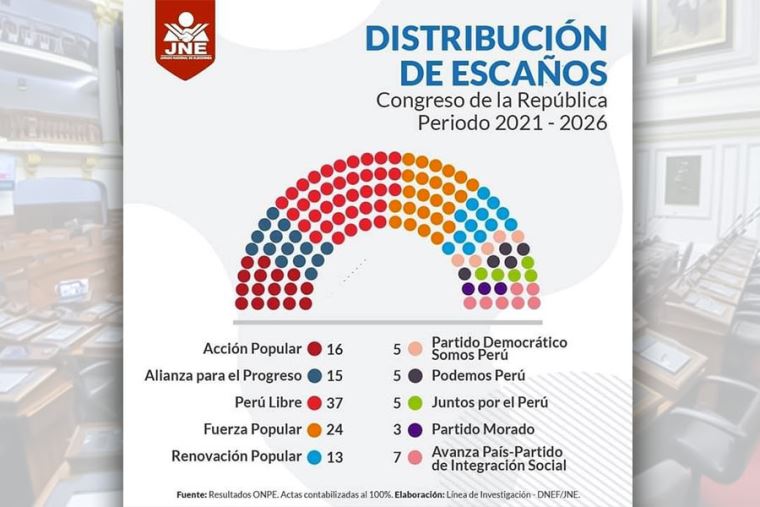 JNE
JURADO NACIONAL DE ELECCIONES
DISTRIBUCIÓN
DE ESCAÑOS
Congreso de la República
Periodo 2021 - 2026
Acción Popular 16
Alianza para el Progreso 15
Perú Libre 37
Fuerza Popular 24
Renovación Popular 13
5 Partido Democrático
Somos Perú
5 Podemos Perú
5 Juntos por el Perú
3 Partido Morado
7 Avanza País-Partido
de Integración Social
Fuente: Resultados ONPE. Actas contabilizadas al 100%. Elaboración: Línea de Investigación - DNEF/JNE.